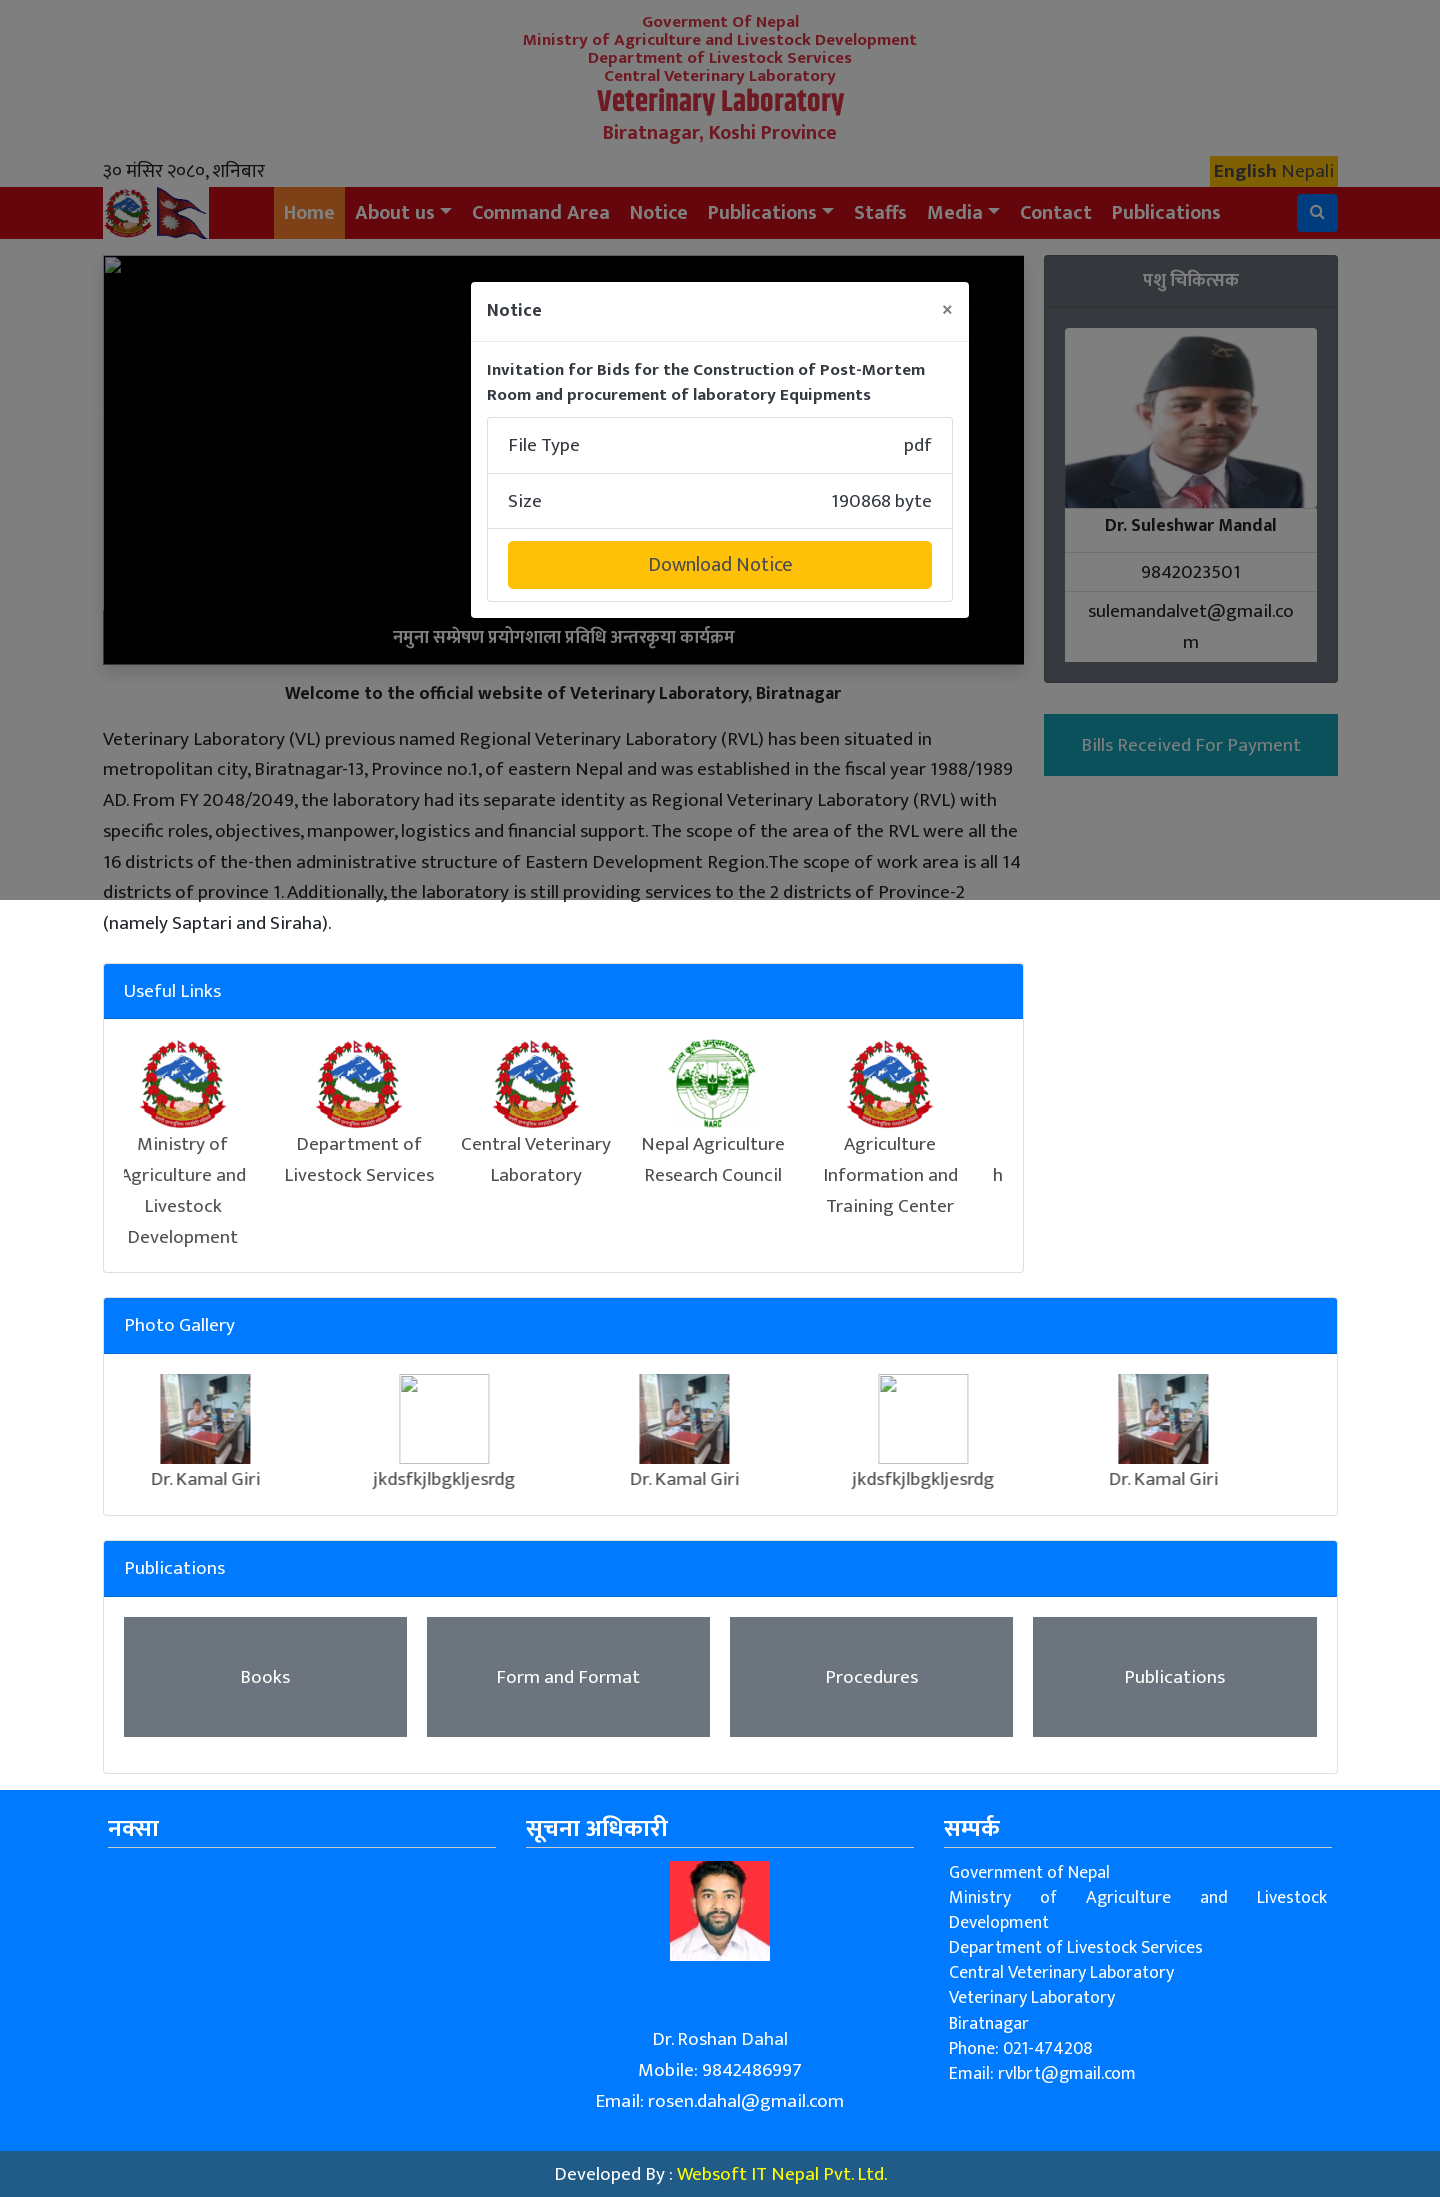 Goverment Of Nepal
Ministry of Agriculture and Livestock Development
Department of Livestock Services
Central Veterinary Laboratory
Veterinary Laboratory
Biratnagar, Koshi Province
३० मंसिर २०८०, शनिबार
English Nepali
Home About us Command Area Notice Publications Staffs Media Contact Publications
पशु चिकित्सक
Dr. Suleshwar Mandal
9842023501
sulemandalvet@gmail.co
m
Bills Received For Payment
Notice ×
Invitation for Bids for the Construction of Post-Mortem
Room and procurement of laboratory Equipments
File Type pdf
Size 190868 byte
Download Notice
नमुना सम्प्रेषण प्रयोगशाला प्रविधि अन्तरकृया कार्यक्रम
Welcome to the official website of Veterinary Laboratory, Biratnagar
Veterinary Laboratory (VL) previous named Regional Veterinary Laboratory (RVL) has been situated in
metropolitan city, Biratnagar-13, Province no.1, of eastern Nepal and was established in the fiscal year 1988/1989
AD. From FY 2048/2049, the laboratory had its separate identity as Regional Veterinary Laboratory (RVL) with
specific roles, objectives, manpower, logistics and financial support. The scope of the area of the RVL were all the
16 districts of the-then administrative structure of Eastern Development Region.The scope of work area is all 14
districts of province 1. Additionally, the laboratory is still providing services to the 2 districts of Province-2
(namely Saptari and Siraha).
Useful Links
Ministry of
Agriculture and
Livestock
Development
Department of
Livestock Services
Central Veterinary
Laboratory
NARC
Nepal Agriculture
Research Council
Agriculture
Information and
Training Center
h
Photo Gallery
Dr. Kamal Giri
jkdsfkjlbgkljesrdg
Dr. Kamal Giri
jkdsfkjlbgkljesrdg
Dr. Kamal Giri
Publications
Books
Form and Format
Procedures
Publications
नक्सा
सूचना अधिकारी
Dr. Roshan Dahal
Mobile: 9842486997
Email: rosen.dahal@gmail.com
सम्पर्क
Government of Nepal
Ministry of Agriculture and Livestock
Development
Department of Livestock Services
Central Veterinary Laboratory
Veterinary Laboratory
Biratnagar
Phone: 021-474208
Email: rvlbrt@gmail.com
Developed By : Websoft IT Nepal Pvt. Ltd.